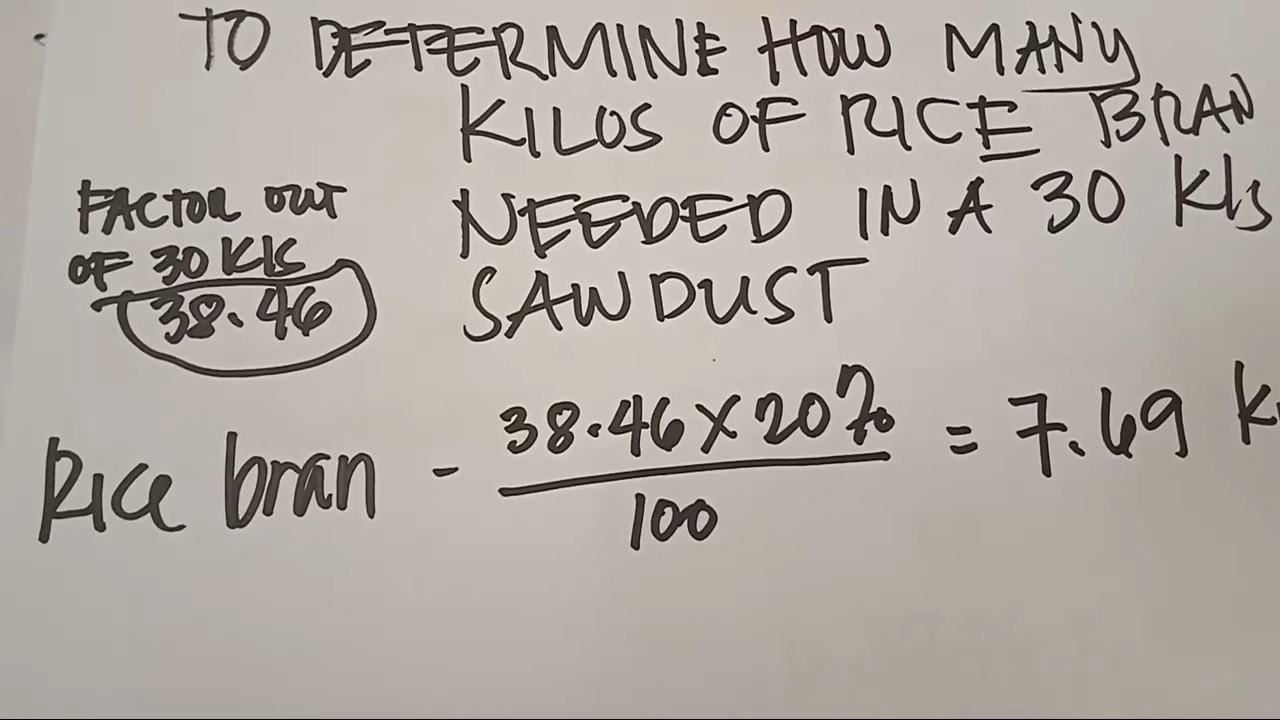 TO DETERMINE HOW MANY
KILOS OF RICE BRAN
NEEDED IN A 30 Kls
SAWDUST
FACTOR OUT
OF 30 Kls
38.46
Rice bran - 38.46 x 20% = 7.69 k
100